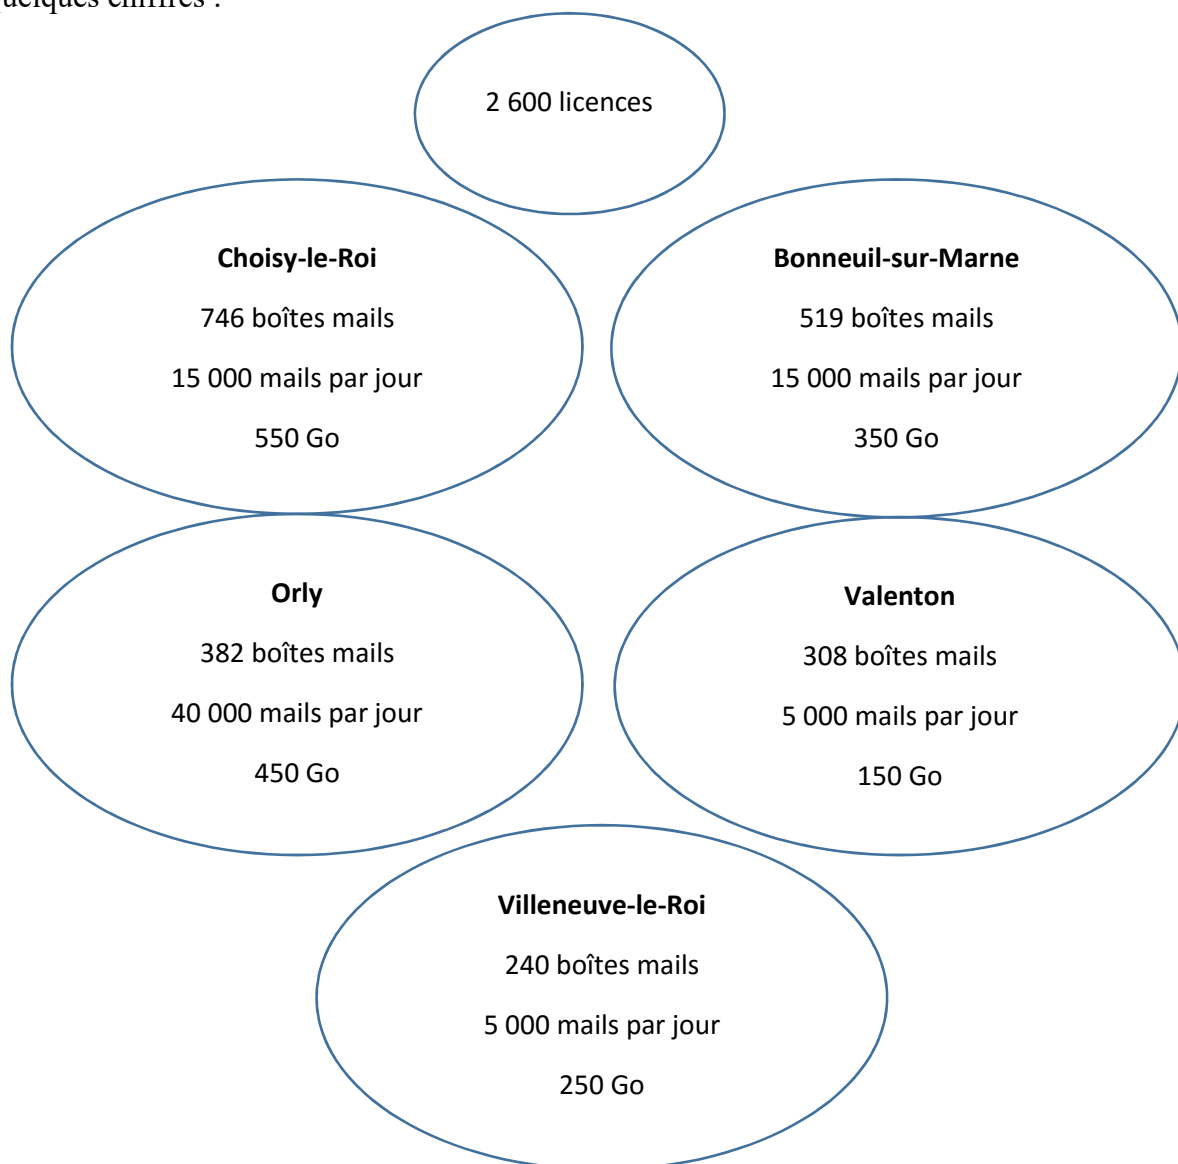 quelques chiffres :
2 600 licences
Choisy-le-Roi
746 boîtes mails
15 000 mails par jour
550 Go
Bonneuil-sur-Marne
519 boîtes mails
15 000 mails par jour
350 Go
Orly
382 boîtes mails
40 000 mails par jour
450 Go
Valenton
308 boîtes mails
5 000 mails par jour
150 Go
Villeneuve-le-Roi
240 boîtes mails
5 000 mails par jour
250 Go